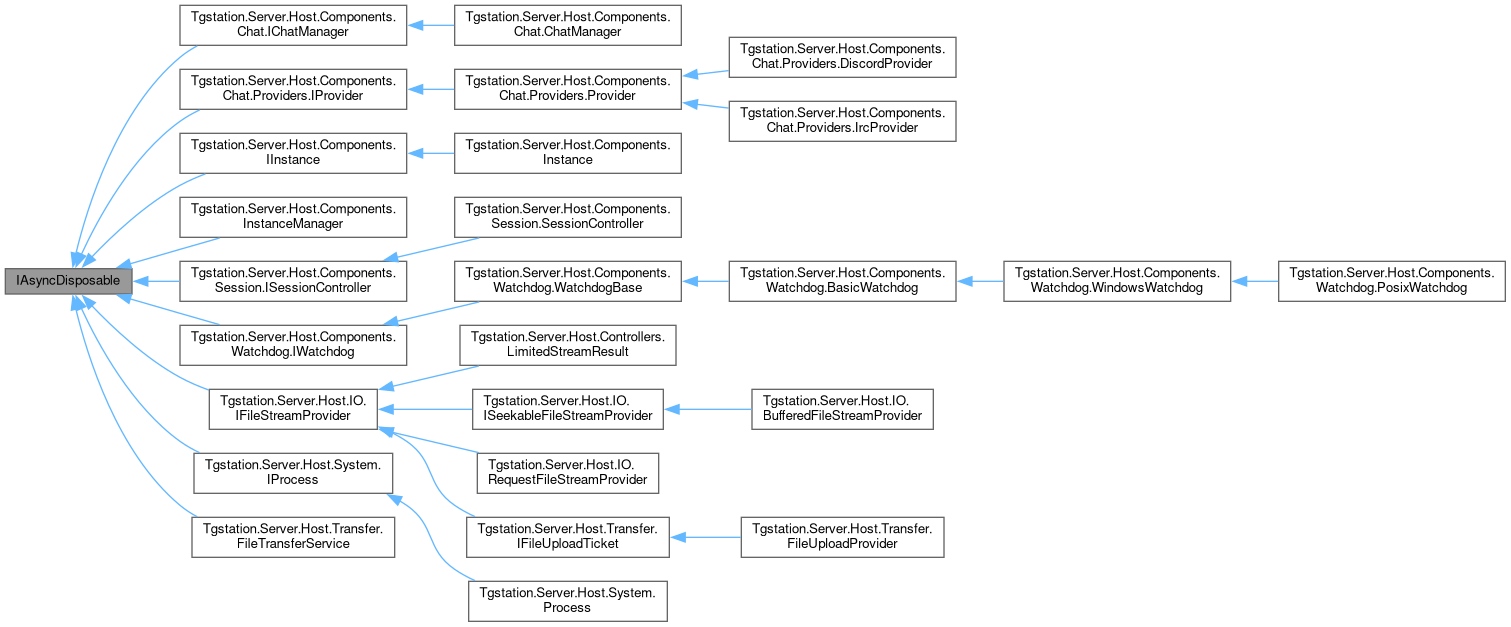 Tgstation.Server.Host.Components.
Chat.IChatManager
Tgstation.Server.Host.Components.
Chat.ChatManager
Tgstation.Server.Host.Components.
Chat.Providers.DiscordProvider
Tgstation.Server.Host.Components.
Chat.Providers.IProvider
Tgstation.Server.Host.Components.
Chat.Providers.Provider
Tgstation.Server.Host.Components.
Chat.Providers.IrcProvider
Tgstation.Server.Host.Components.
IInstance
Tgstation.Server.Host.Components.
Instance
Tgstation.Server.Host.Components.
InstanceManager
Tgstation.Server.Host.Components.
Session.SessionController
IAsyncDisposable
Tgstation.Server.Host.Components.
Session.ISessionController
Tgstation.Server.Host.Components.
Watchdog.WatchdogBase
Tgstation.Server.Host.Components.
Watchdog.BasicWatchdog
Tgstation.Server.Host.Components.
Watchdog.WindowsWatchdog
Tgstation.Server.Host.Components.
Watchdog.PosixWatchdog
Tgstation.Server.Host.Components.
Watchdog.IWatchdog
Tgstation.Server.Host.Controllers.
LimitedStreamResult
Tgstation.Server.Host.IO.
IFileStreamProvider
Tgstation.Server.Host.IO.
ISeekableFileStreamProvider
Tgstation.Server.Host.IO.
BufferedFileStreamProvider
Tgstation.Server.Host.System.
IProcess
Tgstation.Server.Host.IO.
RequestFileStreamProvider
Tgstation.Server.Host.Transfer.
FileTransferService
Tgstation.Server.Host.Transfer.
IFileUploadTicket
Tgstation.Server.Host.Transfer.
FileUploadProvider
Tgstation.Server.Host.System.
Process